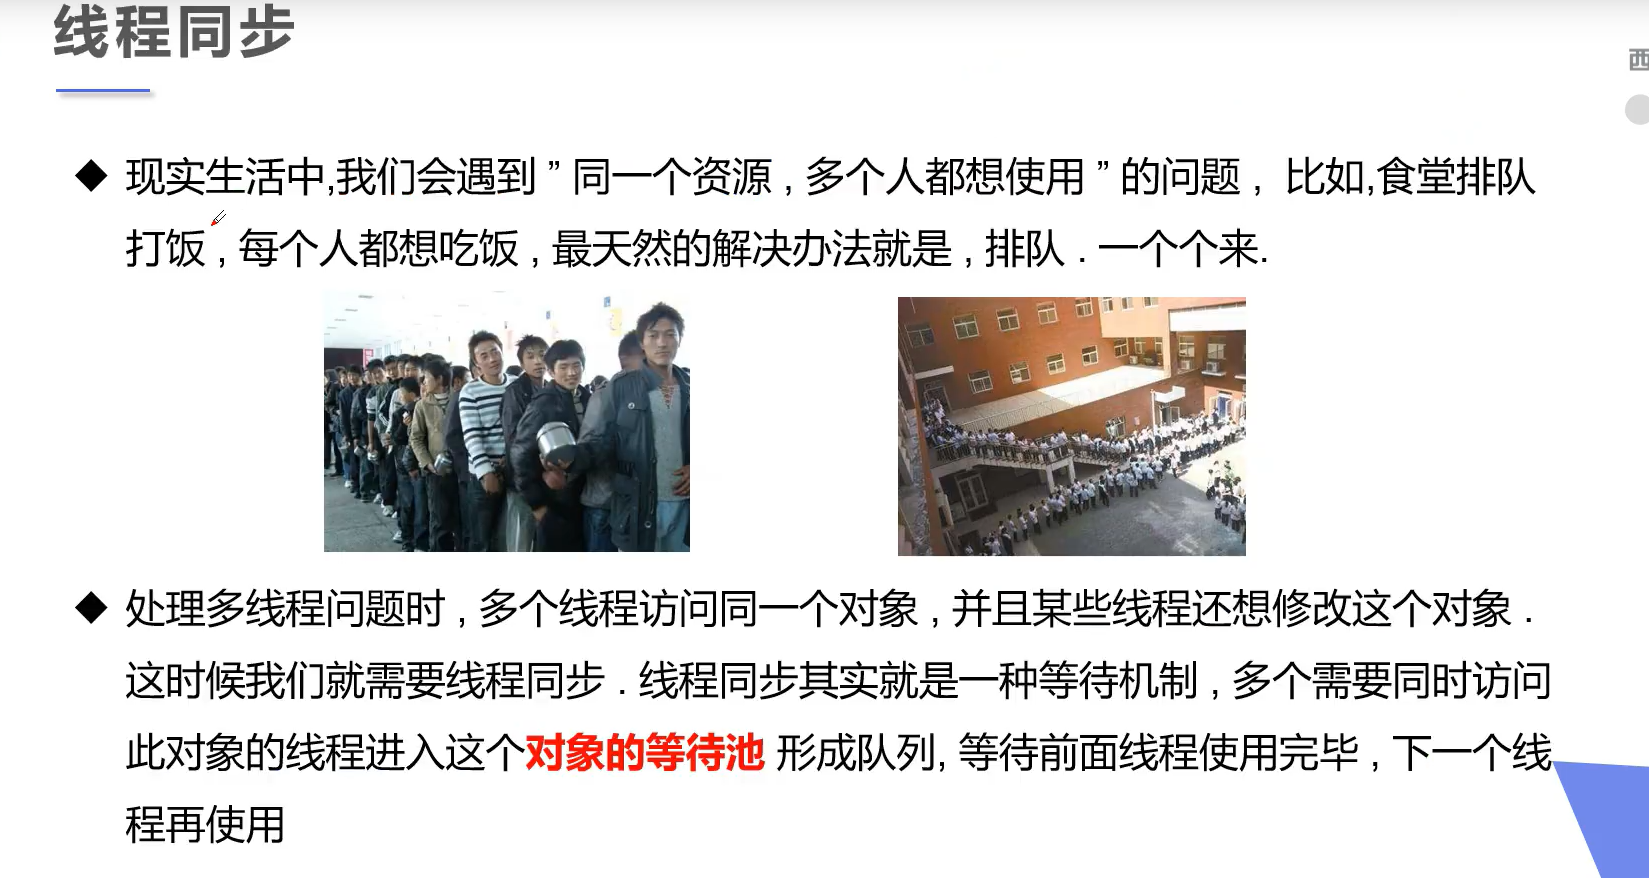 线程同步
西
◆ 现实生活中,我们会遇到 ” 同一个资源 , 多个人都想使用 ” 的问题 , 比如,食堂排队
打饭 , 每个人都想吃饭 , 最天然的解决办法就是 , 排队 . 一个个来.
◆ 处理多线程问题时 , 多个线程访问同一个对象 , 并且某些线程还想修改这个对象 .
这时候我们就需要线程同步 . 线程同步其实就是一种等待机制 , 多个需要同时访问
此对象的线程进入这个对象的等待池 形成队列, 等待前面线程使用完毕 , 下一个线
程再使用